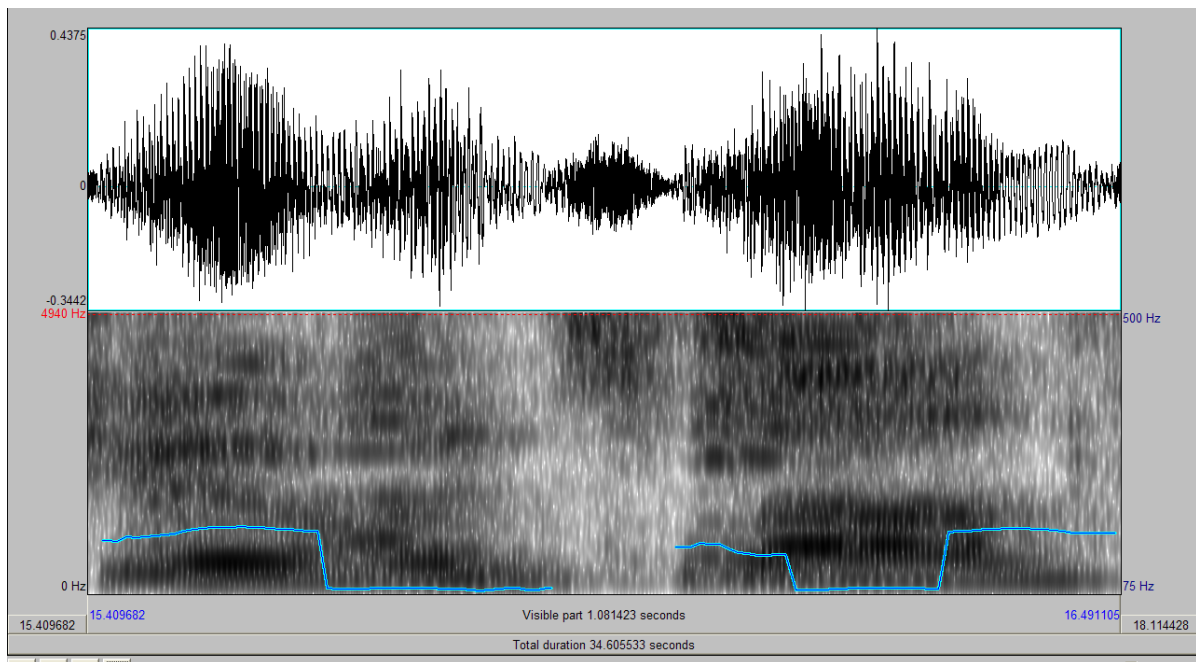 0.4375
0
-0.3442
4940 Hz
500 Hz
0 Hz
75 Hz
15.409682 Visible part 1.081423 seconds 16.491105
15.409682 18.114428
Total duration 34.605533 seconds